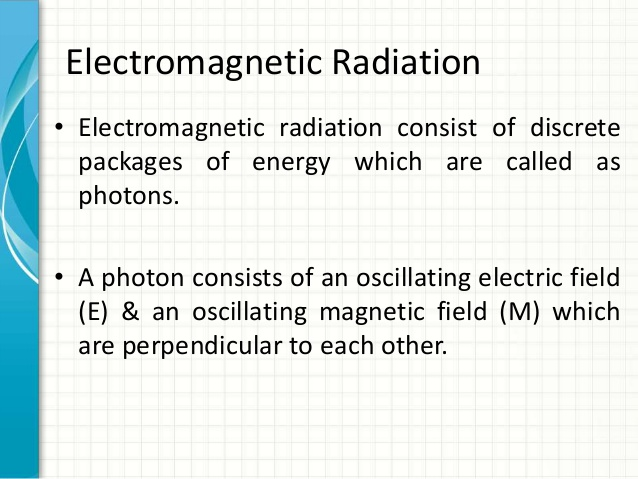 Electromagnetic Radiation
• Electromagnetic radiation consist of discrete
packages of energy which are called as
photons.
• A photon consists of an oscillating electric field
(E) & an oscillating magnetic field (M) which
are perpendicular to each other.